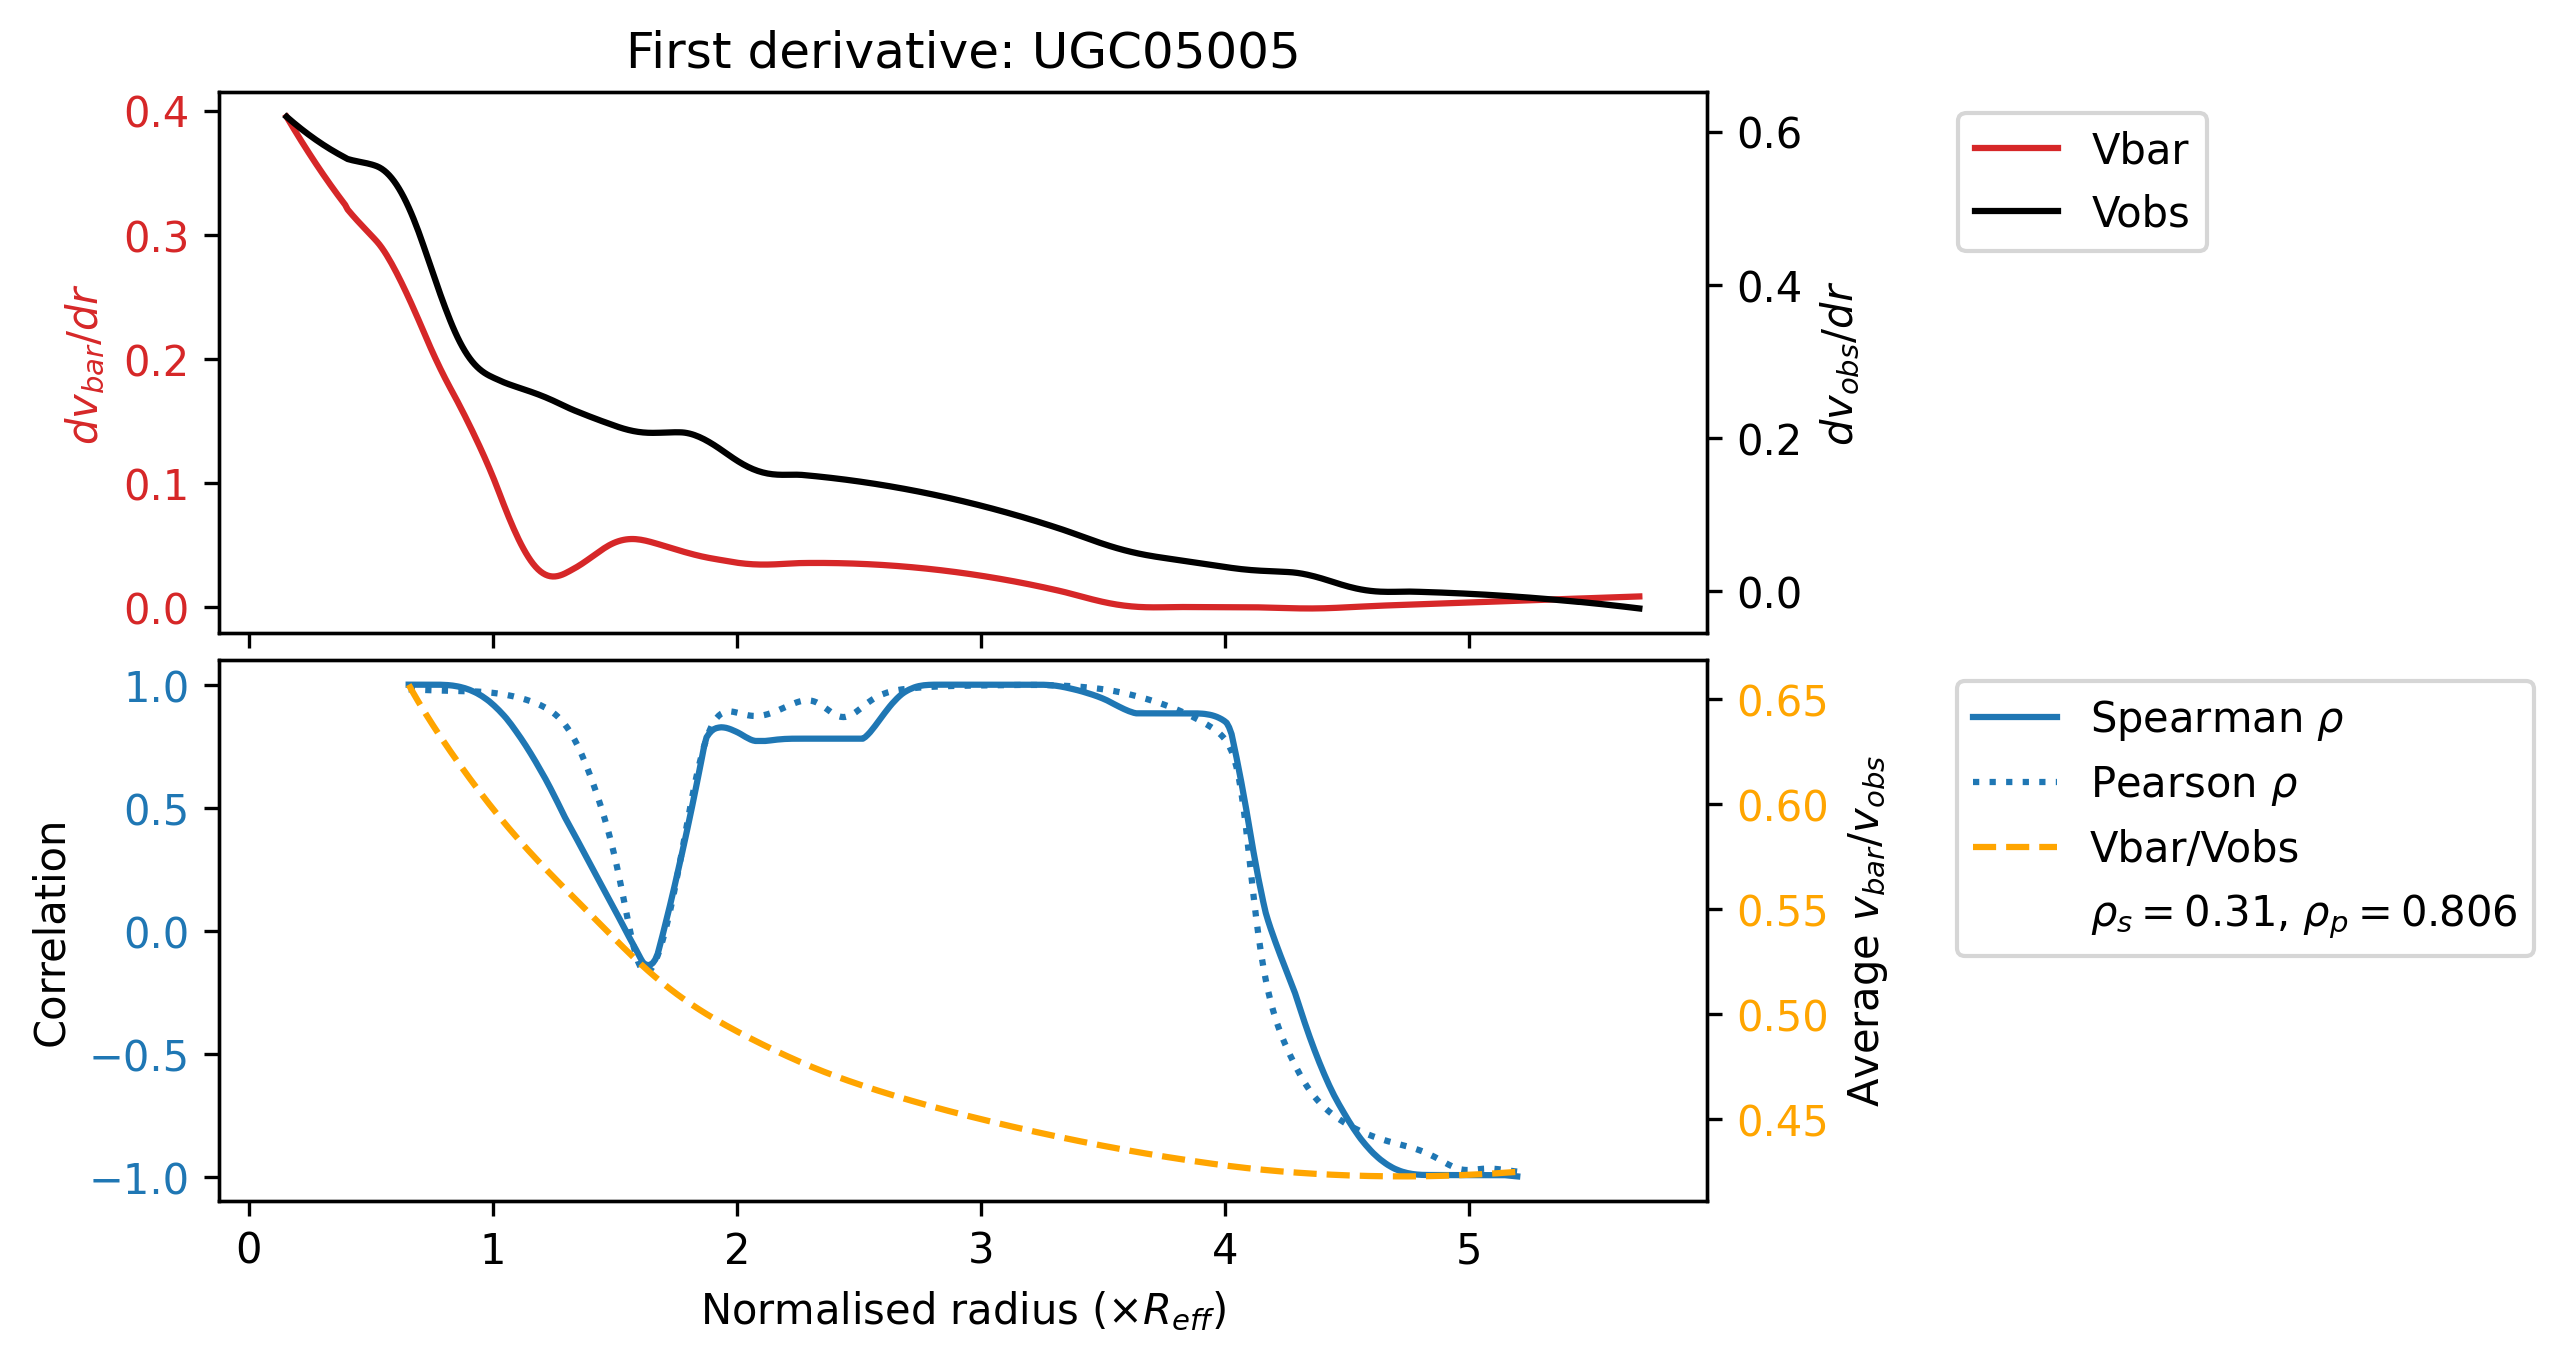 First derivative: UGC05005
0.4
0.3
0.2
0.1
0.0
dv_bar/dr
0.6
0.4
0.2
0.0
dv_obs/dr
Vbar
Vobs
1.0
0.5
0.0
−0.5
−1.0
Correlation
0.65
0.60
0.55
0.50
0.45
Average v_bar/v_obs
Spearman ρ
Pearson ρ
Vbar/Vobs
ρ_s = 0.31, ρ_p = 0.806
0 1 2 3 4 5
Normalised radius (×R_eff)